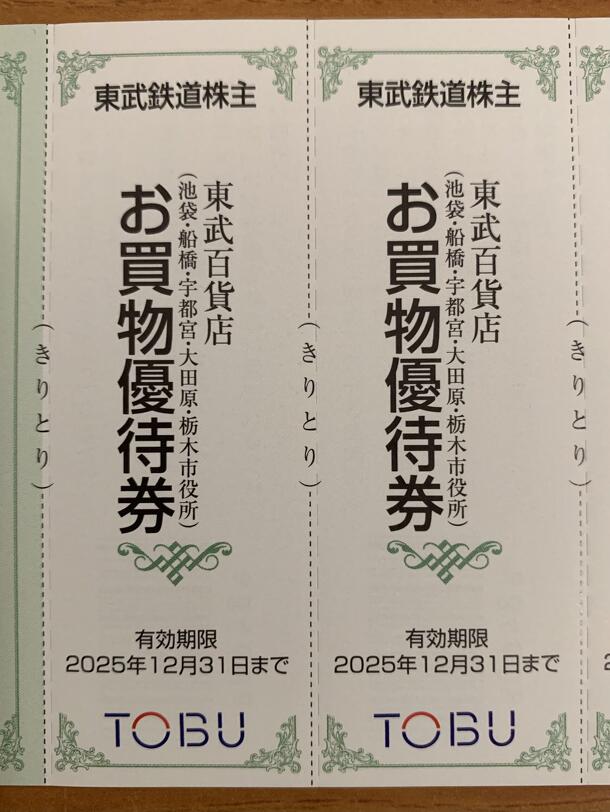 東武鉄道株主
東武百貨店
(池袋・船橋・宇都宮・大田原・栃木市役所)
お買物優待券
有効期限
2025年12月31日まで
TOBU
(きりとり)
東武鉄道株主
東武百貨店
(池袋・船橋・宇都宮・大田原・栃木市役所)
お買物優待券
有効期限
2025年12月31日まで
TOBU
(きりとり)
(きりとり)
2